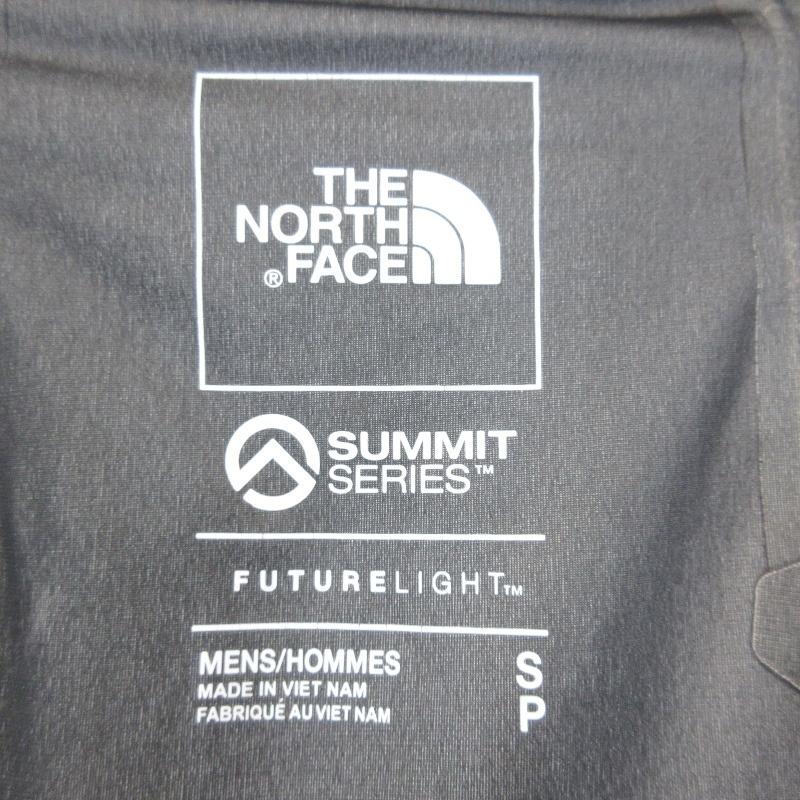 THE
NORTH
®FACE
SUMMIT
SERIES™
FUTURELIGHT™
MENS/HOMMES S
MADE IN VIET NAM
FABRIQUÉ AU VIET NAM P